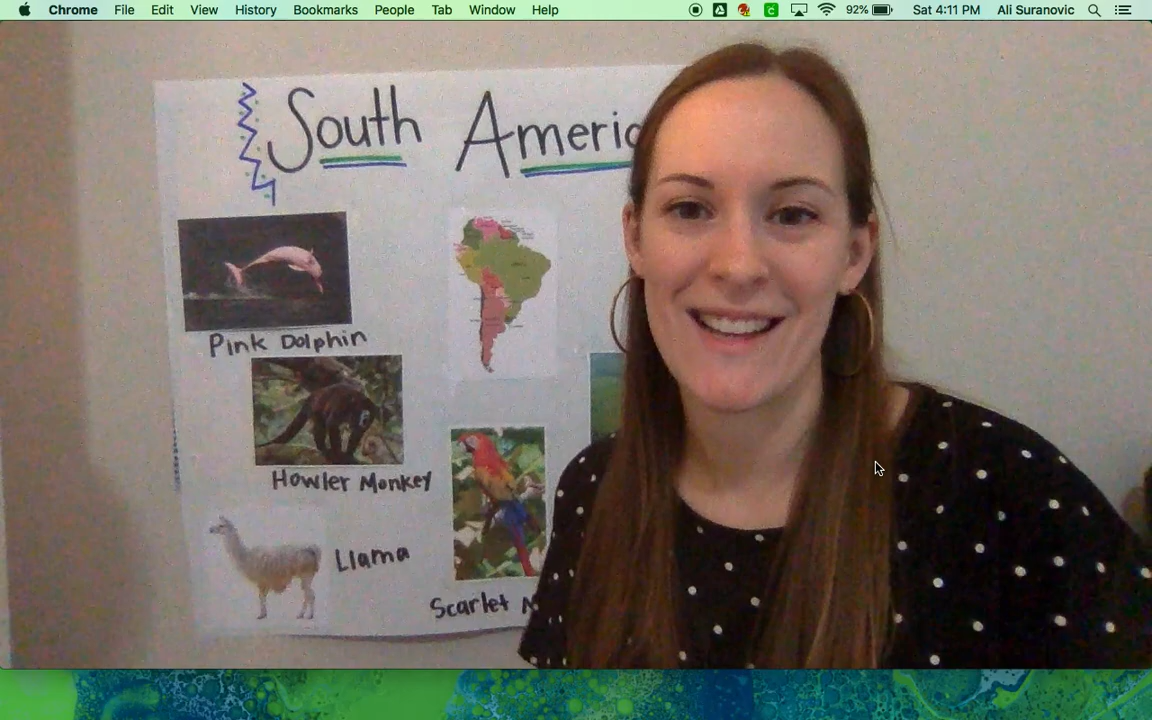 Chrome File Edit View History Bookmarks People Tab Window Help 92% Sat 4:11 PM Ali Suranovic
South Americ
Pink Dolphin
Howler Monkey
Llama
Scarlet